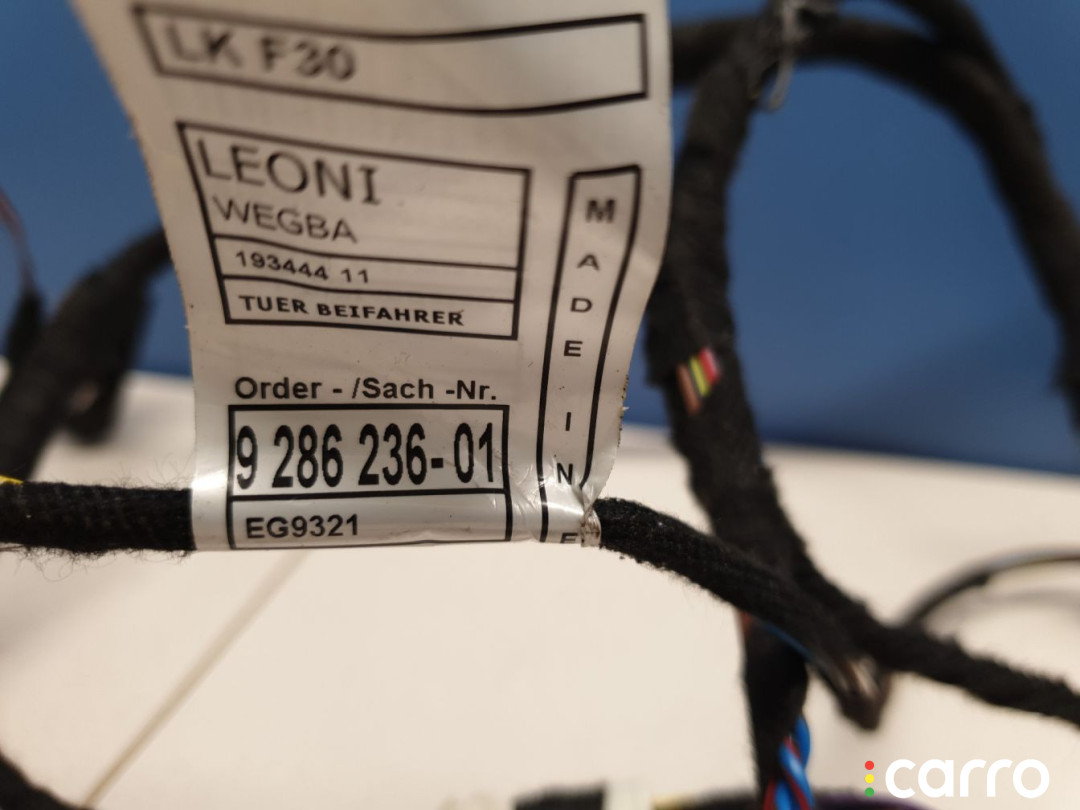 LK F30
LEONI
WEGBA
193444 11
TUER BEIFAHRER
Order - /Sach -Nr.
9 286 236-01
EG9321
MADE IN E
carro